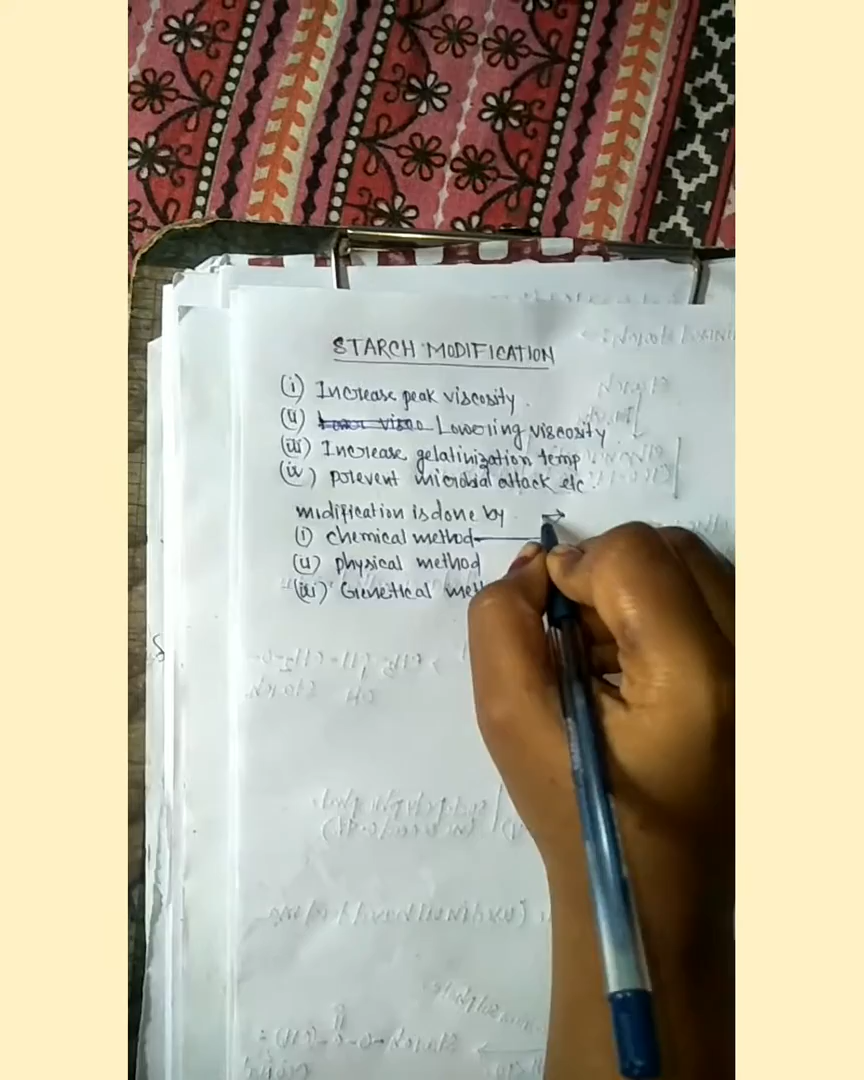 STARCH MODIFICATION
(i) Increase peak viscosity.
(ii) Lowering viscosity
(iii) Increase gelatinization temp
(iv) prevent microbial attack etc.
modification is done by →
(i) chemical method
(ii) physical method
(iii) Genetical